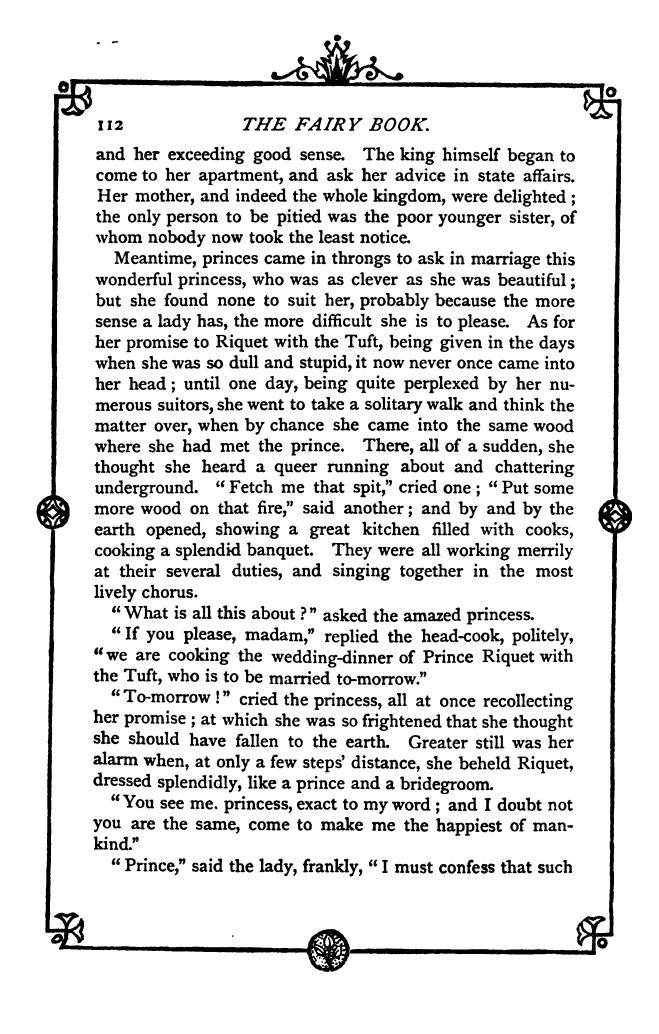 112 THE FAIRY BOOK.
and her exceeding good sense. The king himself began to
come to her apartment, and ask her advice in state affairs.
Her mother, and indeed the whole kingdom, were delighted ;
the only person to be pitied was the poor younger sister, of
whom nobody now took the least notice.
Meantime, princes came in throngs to ask in marriage this
wonderful princess, who was as clever as she was beautiful ;
but she found none to suit her, probably because the more
sense a lady has, the more difficult she is to please. As for
her promise to Riquet with the Tuft, being given in the days
when she was so dull and stupid, it now never once came into
her head ; until one day, being quite perplexed by her nu-
merous suitors, she went to take a solitary walk and think the
matter over, when by chance she came into the same wood
where she had met the prince. There, all of a sudden, she
thought she heard a queer running about and chattering
underground. “Fetch me that spit,” cried one ; “Put some
more wood on that fire,” said another ; and by and by the
earth opened, showing a great kitchen filled with cooks,
cooking a splendid banquet. They were all working merrily
at their several duties, and singing together in the most
lively chorus.
“What is all this about ?” asked the amazed princess.
“If you please, madam,” replied the head-cook, politely,
“we are cooking the wedding-dinner of Prince Riquet with
the Tuft, who is to be married to-morrow.”
“To-morrow !” cried the princess, all at once recollecting
her promise ; at which she was so frightened that she thought
she should have fallen to the earth. Greater still was her
alarm when, at only a few steps’ distance, she beheld Riquet,
dressed splendidly, like a prince and a bridegroom.
“You see me. princess, exact to my word ; and I doubt not
you are the same, come to make me the happiest of man-
kind.”
“Prince,” said the lady, frankly, “I must confess that such